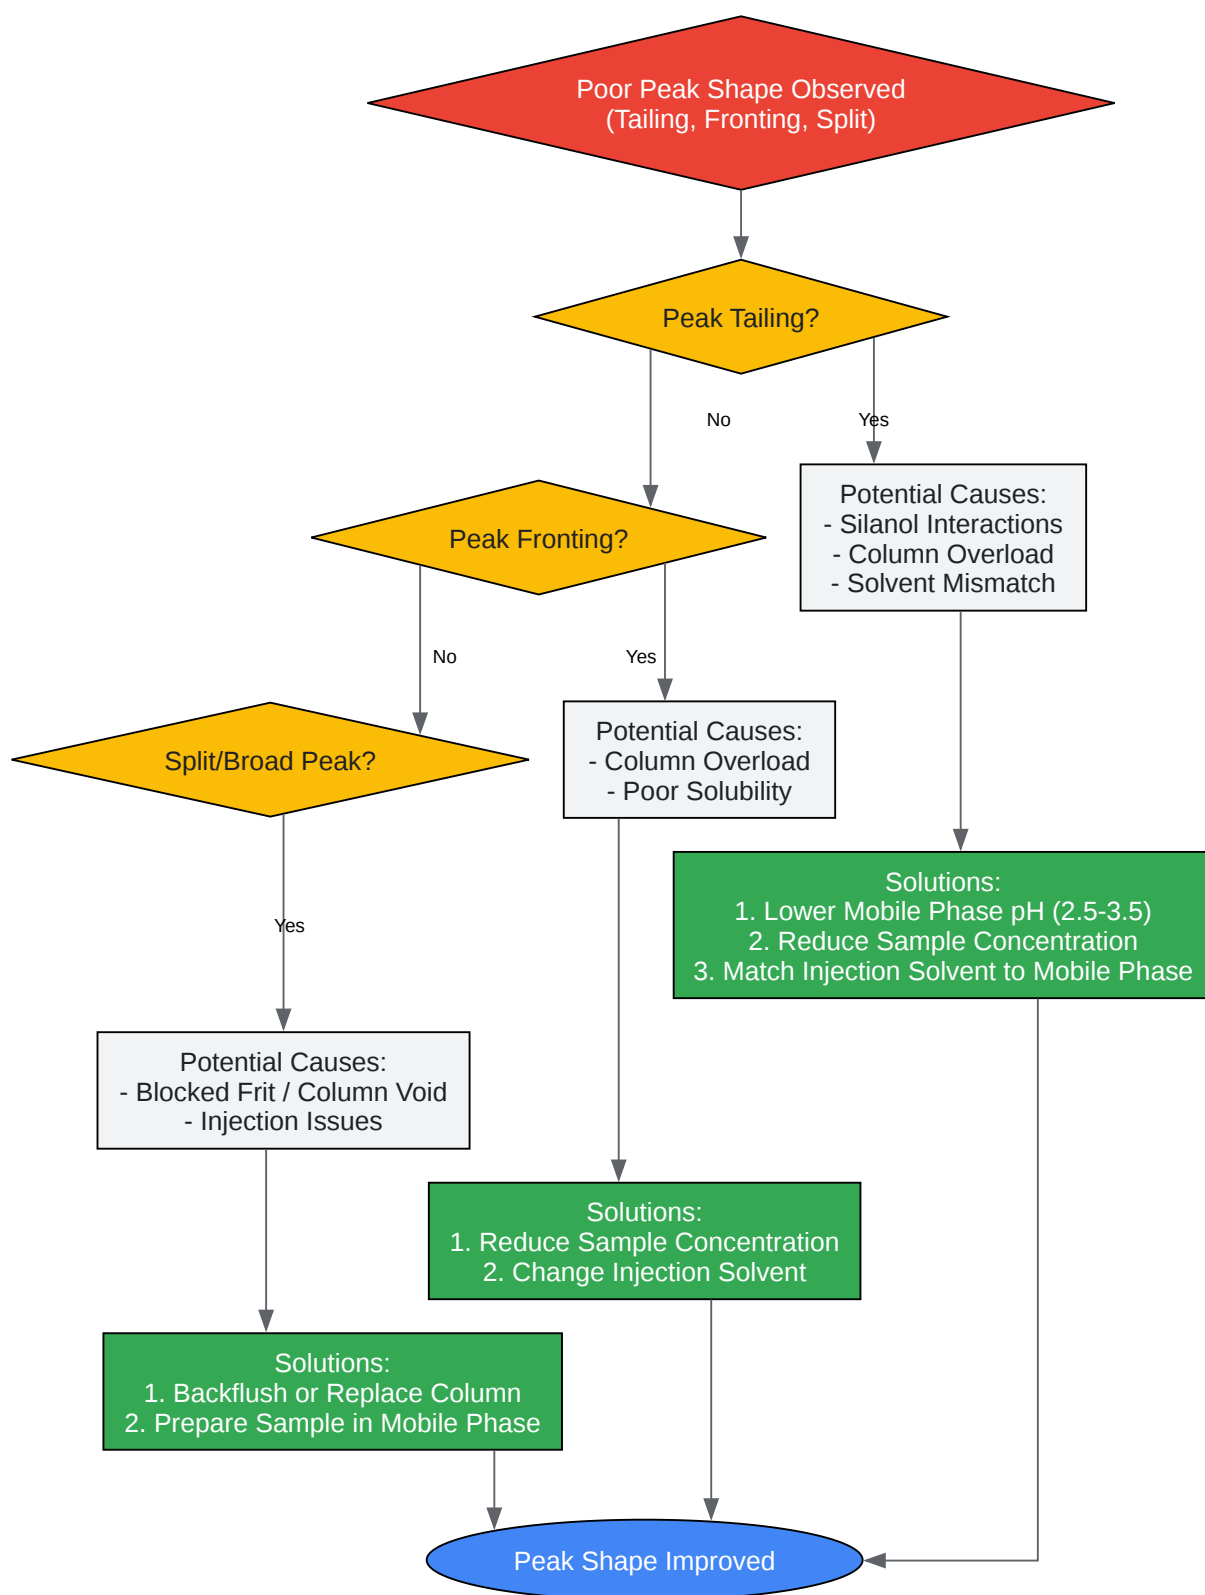 Poor Peak Shape Observed
(Tailing, Fronting, Split)
Peak Tailing?
No
Yes
Potential Causes:
- Silanol Interactions
- Column Overload
- Solvent Mismatch
Peak Fronting?
No
Yes
Potential Causes:
- Column Overload
- Poor Solubility
Split/Broad Peak?
Solutions:
1. Lower Mobile Phase pH (2.5-3.5)
2. Reduce Sample Concentration
3. Match Injection Solvent to Mobile Phase
Yes
Potential Causes:
- Blocked Frit / Column Void
- Injection Issues
Solutions:
1. Reduce Sample Concentration
2. Change Injection Solvent
Solutions:
1. Backflush or Replace Column
2. Prepare Sample in Mobile Phase
Peak Shape Improved